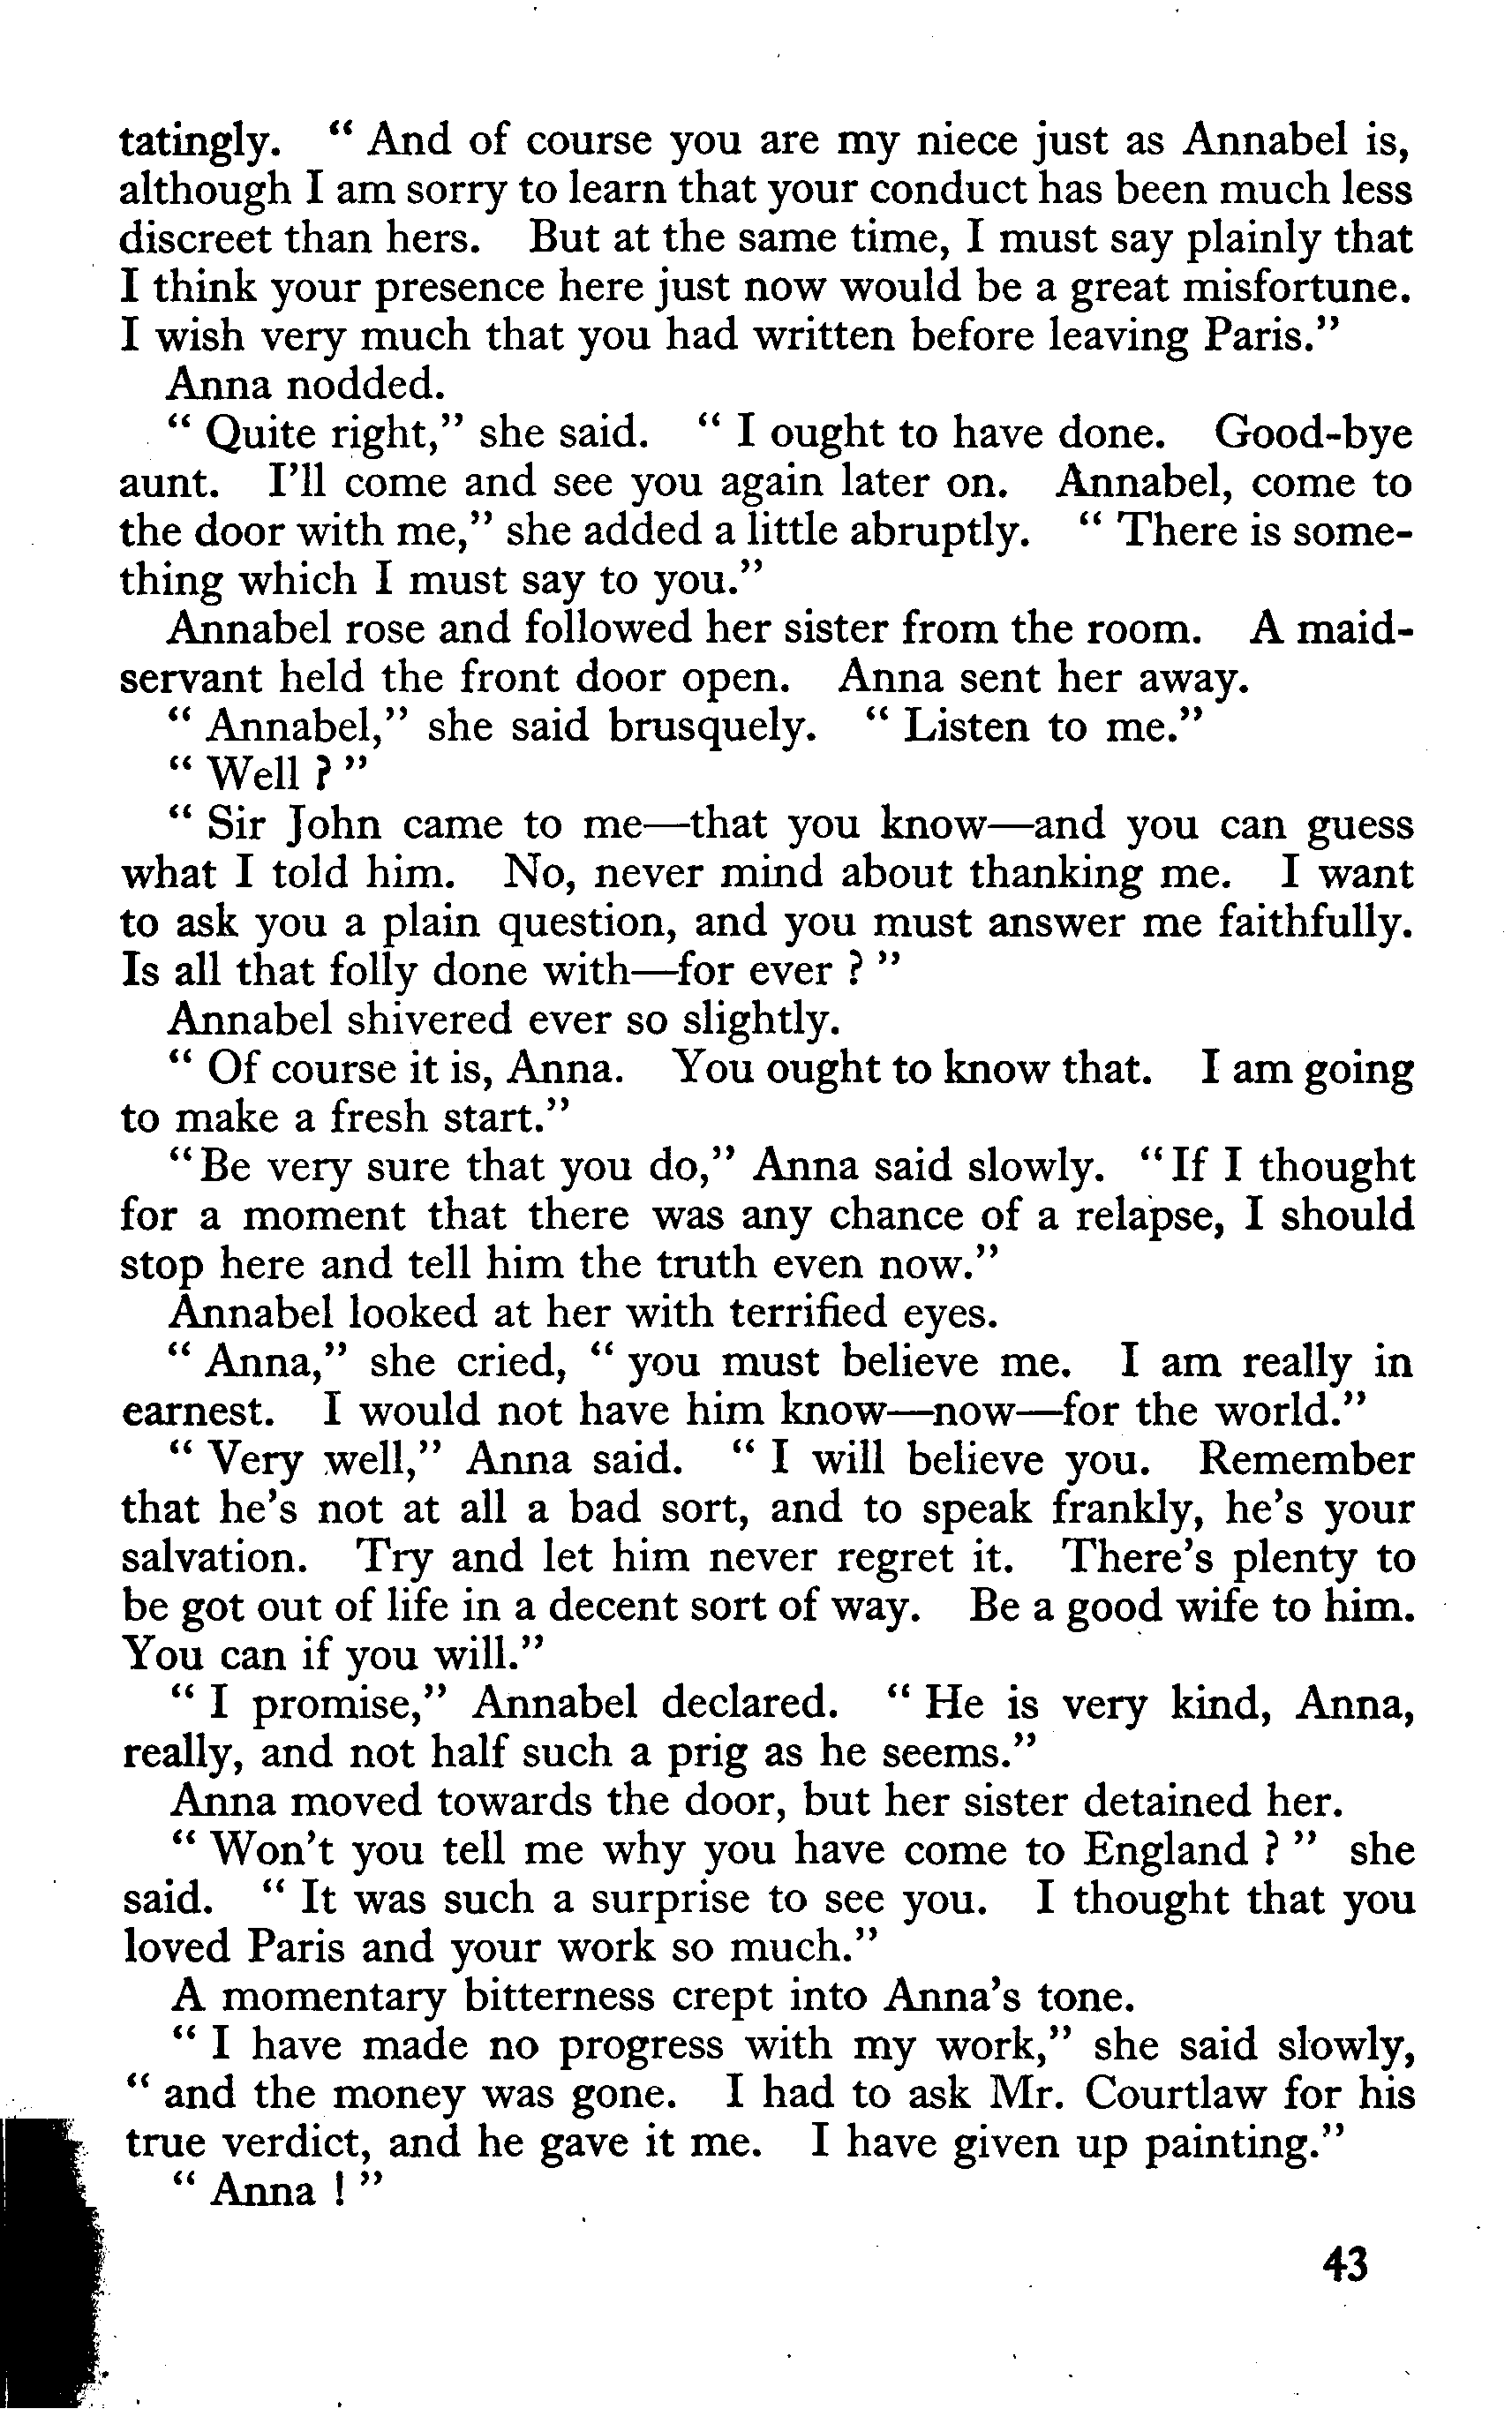 tatingly. “ And of course you are my niece just as Annabel is,
although I am sorry to learn that your conduct has been much less
discreet than hers. But at the same time, I must say plainly that
I think your presence here just now would be a great misfortune.
I wish very much that you had written before leaving Paris.”
Anna nodded.
“ Quite right,” she said. “ I ought to have done. Good-bye
aunt. I’ll come and see you again later on. Annabel, come to
the door with me,” she added a little abruptly. “ There is some-
thing which I must say to you.”
Annabel rose and followed her sister from the room. A maid-
servant held the front door open. Anna sent her away.
“ Annabel,” she said brusquely. “ Listen to me.”
“ Well ? ”
“ Sir John came to me—that you know—and you can guess
what I told him. No, never mind about thanking me. I want
to ask you a plain question, and you must answer me faithfully.
Is all that folly done with—for ever ? ”
Annabel shivered ever so slightly.
“ Of course it is, Anna. You ought to know that. I am going
to make a fresh start.”
“Be very sure that you do,” Anna said slowly. “If I thought
for a moment that there was any chance of a relapse, I should
stop here and tell him the truth even now.”
Annabel looked at her with terrified eyes.
“ Anna,” she cried, “ you must believe me. I am really in
earnest. I would not have him know—now—for the world.”
“ Very well,” Anna said. “ I will believe you. Remember
that he’s not at all a bad sort, and to speak frankly, he’s your
salvation. Try and let him never regret it. There’s plenty to
be got out of life in a decent sort of way. Be a good wife to him.
You can if you will.”
“ I promise,” Annabel declared. “ He is very kind, Anna,
really, and not half such a prig as he seems.”
Anna moved towards the door, but her sister detained her.
“ Won’t you tell me why you have come to England ? ” she
said. “ It was such a surprise to see you. I thought that you
loved Paris and your work so much.”
A momentary bitterness crept into Anna’s tone.
“ I have made no progress with my work,” she said slowly,
“ and the money was gone. I had to ask Mr. Courtlaw for his
true verdict, and he gave it me. I have given up painting.”
“ Anna ! ”
43